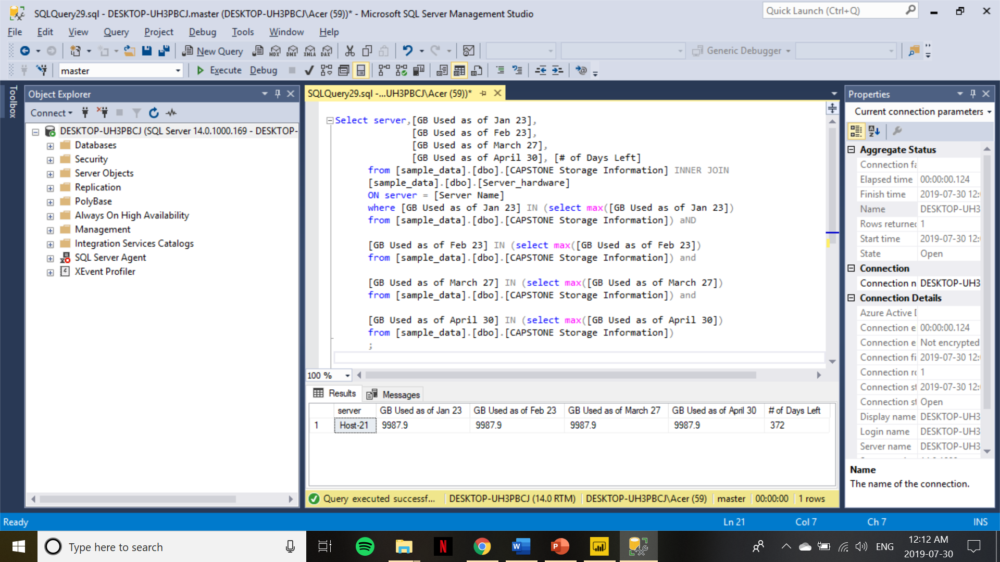 SQLQuery29.sql - DESKTOP-UH3PBCJ.master (DESKTOP-UH3PBCJ\Acer (59))* - Microsoft SQL Server Management Studio
Quick Launch (Ctrl+Q)
File Edit View Query Project Debug Tools Window Help
New Query MDX DMX XMLA DAX Generic Debugger
master Execute Debug
Toolbox
Object Explorer
Connect
DESKTOP-UH3PBCJ (SQL Server 14.0.1000.169 - DESKTOP-
Databases
Security
Server Objects
Replication
PolyBase
Always On High Availability
Management
Integration Services Catalogs
SQL Server Agent
XEvent Profiler
SQLQuery29.sql -...UH3PBCJ\Acer (59))*
Select server,[GB Used as of Jan 23],
[GB Used as of Feb 23],
[GB Used as of March 27],
[GB Used as of April 30], [# of Days Left]
from [sample_data].[dbo].[CAPSTONE Storage Information] INNER JOIN
[sample_data].[dbo].[Server_hardware]
ON server = [Server Name]
where [GB Used as of Jan 23] IN (select max([GB Used as of Jan 23])
from [sample_data].[dbo].[CAPSTONE Storage Information]) aND
[GB Used as of Feb 23] IN (select max([GB Used as of Feb 23])
from [sample_data].[dbo].[CAPSTONE Storage Information]) and
[GB Used as of March 27] IN (select max([GB Used as of March 27])
from [sample_data].[dbo].[CAPSTONE Storage Information]) and
[GB Used as of April 30] IN (select max([GB Used as of April 30])
from [sample_data].[dbo].[CAPSTONE Storage Information])
;
100 %
Results Messages
server GB Used as of Jan 23 GB Used as of Feb 23 GB Used as of March 27 GB Used as of April 30 # of Days Left
1 Host-21 9987.9 9987.9 9987.9 9987.9 372
Query executed successf... DESKTOP-UH3PBCJ (14.0 RTM) DESKTOP-UH3PBCJ\Acer (59) master 00:00:00 1 rows
Properties
Current connection parameters
Aggregate Status
Connection fa
Elapsed time 00:00:00.124
Finish time 2019-07-30 12:
Name DESKTOP-UH3
Rows returned 1
Start time 2019-07-30 12:
State Open
Connection
Connection n DESKTOP-UH3
Connection Details
Azure Active D
Connection e 00:00:00.124
Connection e Not encrypted
Connection fi 2019-07-30 12:
Connection ro 1
Connection st 2019-07-30 12:
Connection st Open
Display name DESKTOP-UH3
Login name DESKTOP-UH3
Server name DESKTOP-UH3
Name
The name of the connection.
Ready Ln 21 Col 7 Ch 7 INS
Type here to search
ENG
12:12 AM
2019-07-30